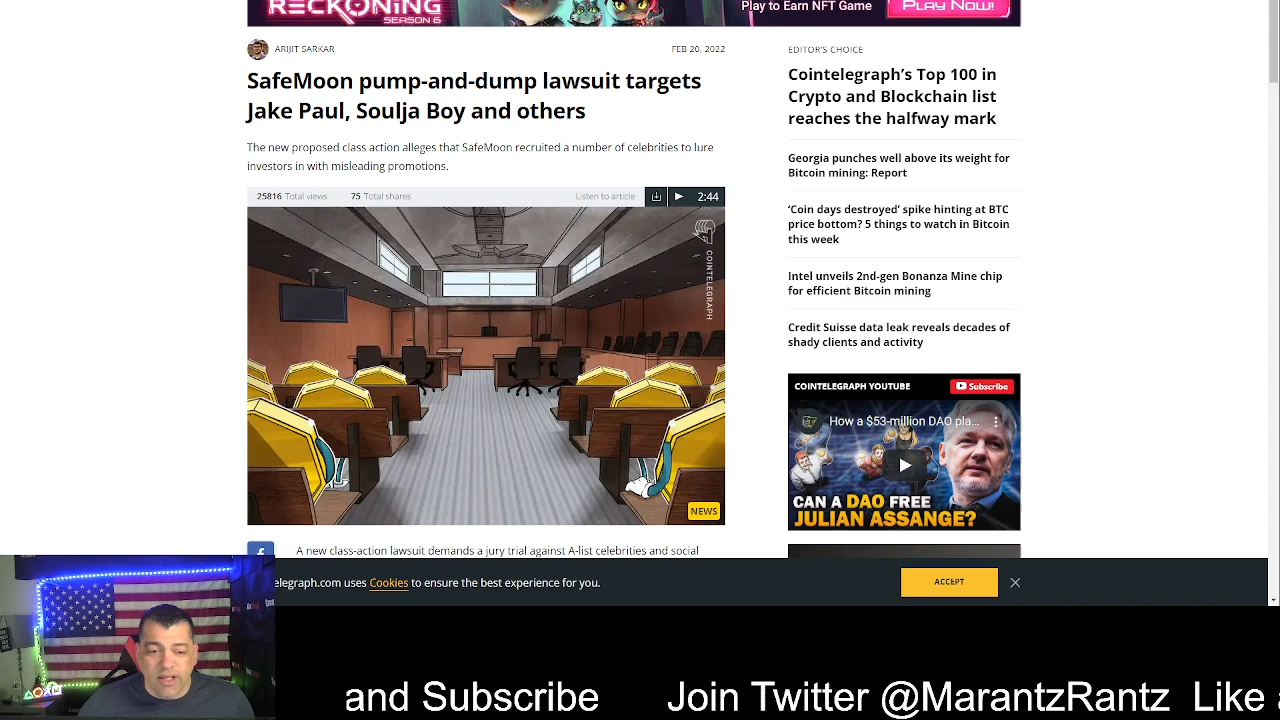 RECKONING
SEASON 6
Play to Earn NFT Game
PLAY NOW!
ARIJIT SARKAR
FEB 20, 2022
SafeMoon pump-and-dump lawsuit targets
Jake Paul, Soulja Boy and others
The new proposed class action alleges that SafeMoon recruited a number of celebrities to lure
investors in with misleading promotions.
25816 Total views
75 Total shares
Listen to article
2:44
COINTELEGRAPH
NEWS
A new class-action lawsuit demands a jury trial against A-list celebrities and social
EDITOR'S CHOICE
Cointelegraph's Top 100 in
Crypto and Blockchain list
reaches the halfway mark
Georgia punches well above its weight for
Bitcoin mining: Report
‘Coin days destroyed’ spike hinting at BTC
price bottom? 5 things to watch in Bitcoin
this week
Intel unveils 2nd-gen Bonanza Mine chip
for efficient Bitcoin mining
Credit Suisse data leak reveals decades of
shady clients and activity
COINTELEGRAPH YOUTUBE
Subscribe
How a $53-million DAO pla...
CAN A DAO FREE
JULIAN ASSANGE?
elegraph.com uses Cookies to ensure the best experience for you.
ACCEPT
and Subscribe Join Twitter @MarantzRantz Like